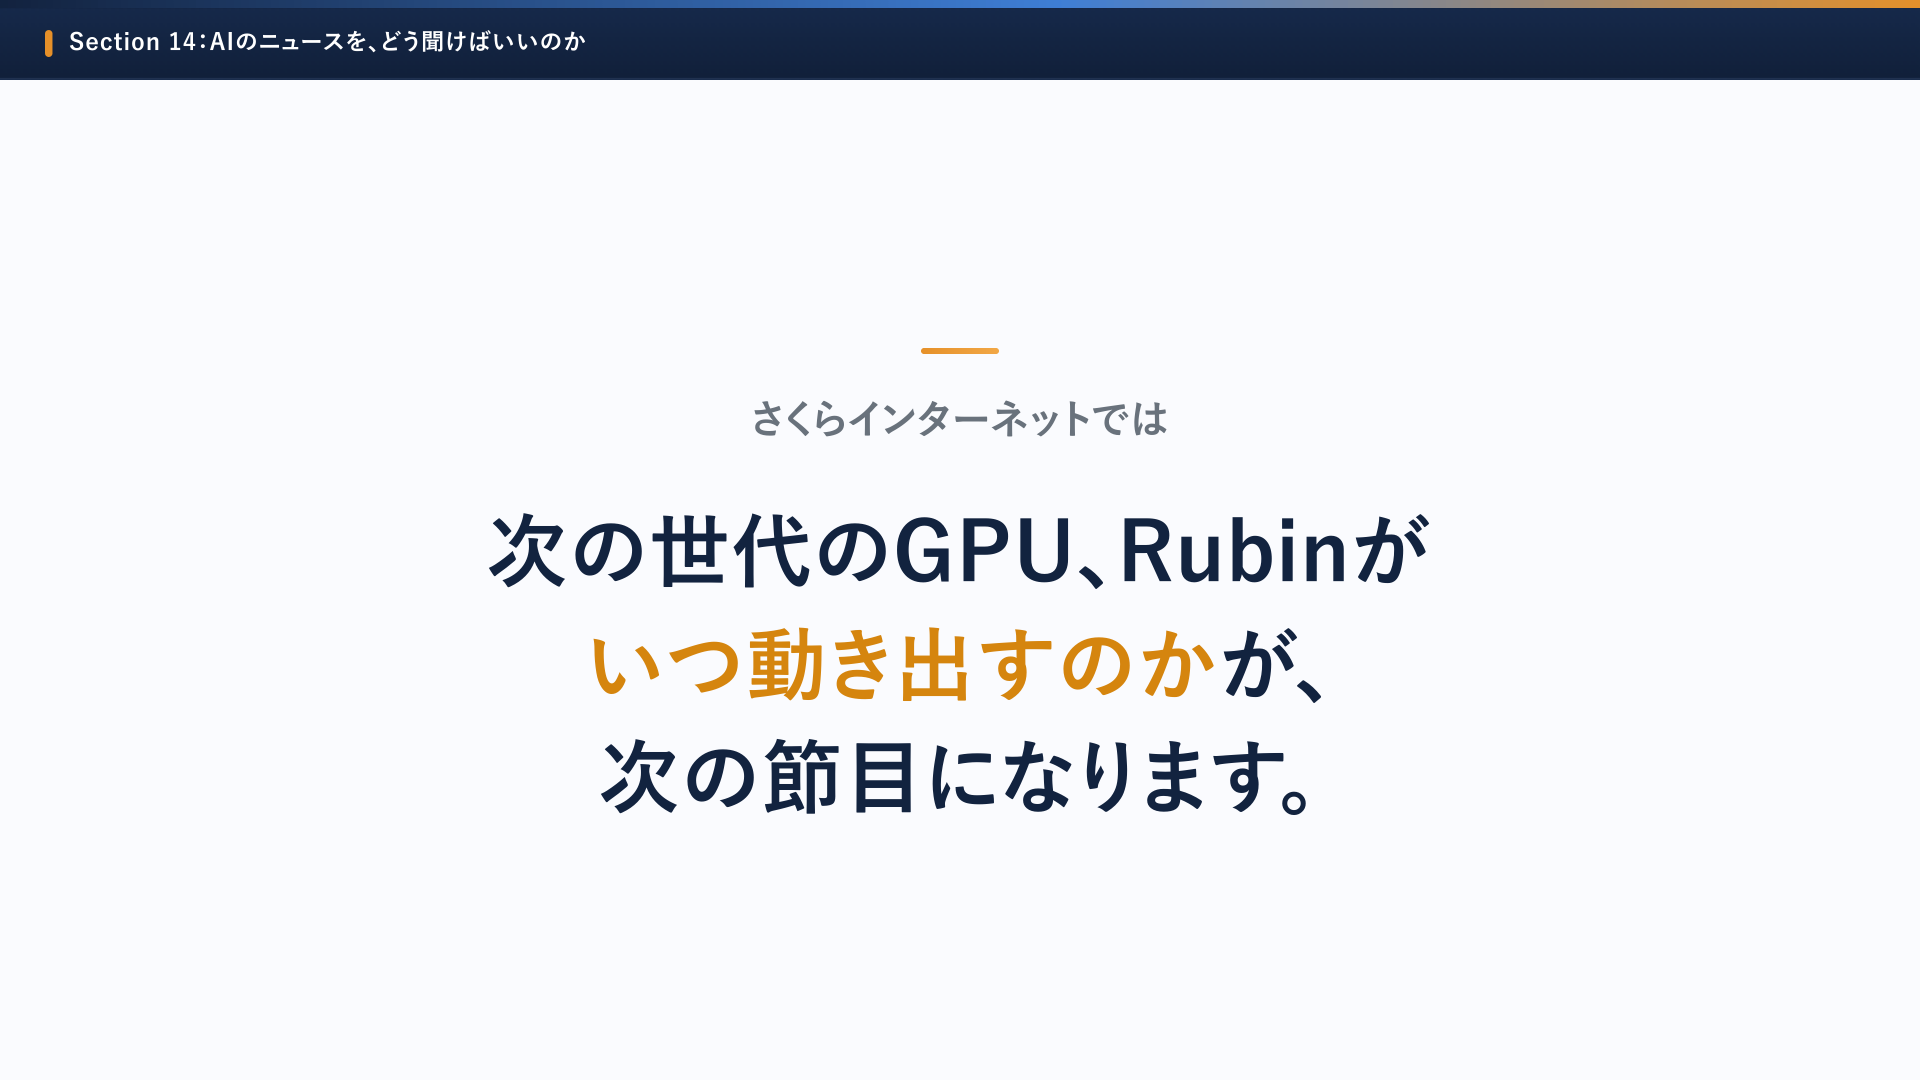 Section 14：AIのニュースを、どう聞けばいいのか
さくらインターネットでは
次の世代のGPU、Rubinが
いつ動き出すのかが、
次の節目になります。